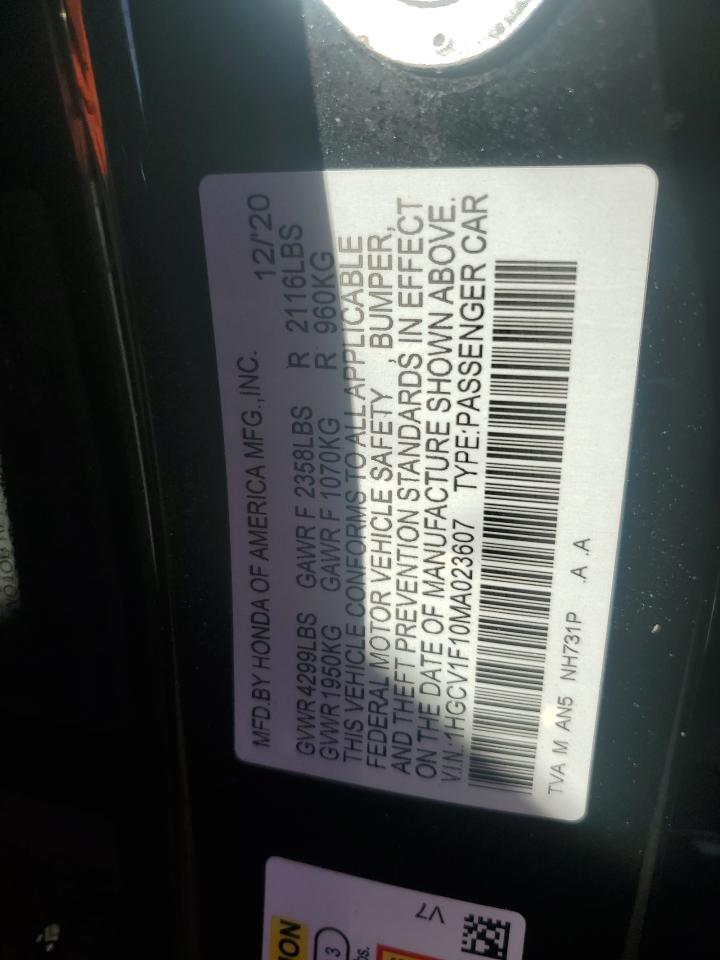 MFD.BY HONDA OF AMERICA MFG.,INC. 12/'20
GVWR 4299LBS GAWR F 2358LBS R 2116LBS
GVWR 1950KG GAWR F 1070KG R 960KG
THIS VEHICLE CONFORMS TO ALL APPLICABLE
FEDERAL MOTOR VEHICLE SAFETY, BUMPER,
AND THEFT PREVENTION STANDARDS IN EFFECT
ON THE DATE OF MANUFACTURE SHOWN ABOVE.
V.I.N.:1HGCV1F10MA023607 TYPE:PASSENGER CAR
TVA M AN5 NH731P .A .A
V7
3